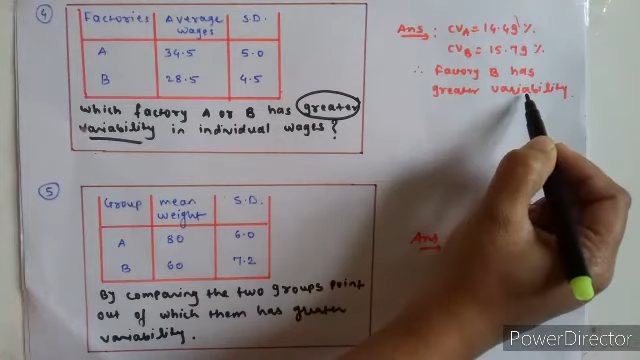 4
Factories Average wages S.D.
A 34.5 5.0
B 28.5 4.5
Which factory A or B has greater
variability in individual wages?
Ans: CVA = 14.49 %
CVB = 15.79 %
∴ Factory B has
greater variability.
5
Group mean weight S.D.
A 80 6.0
B 60 7.2
By comparing the two groups point
out of which them has greater
variability.
Ans
PowerDirector